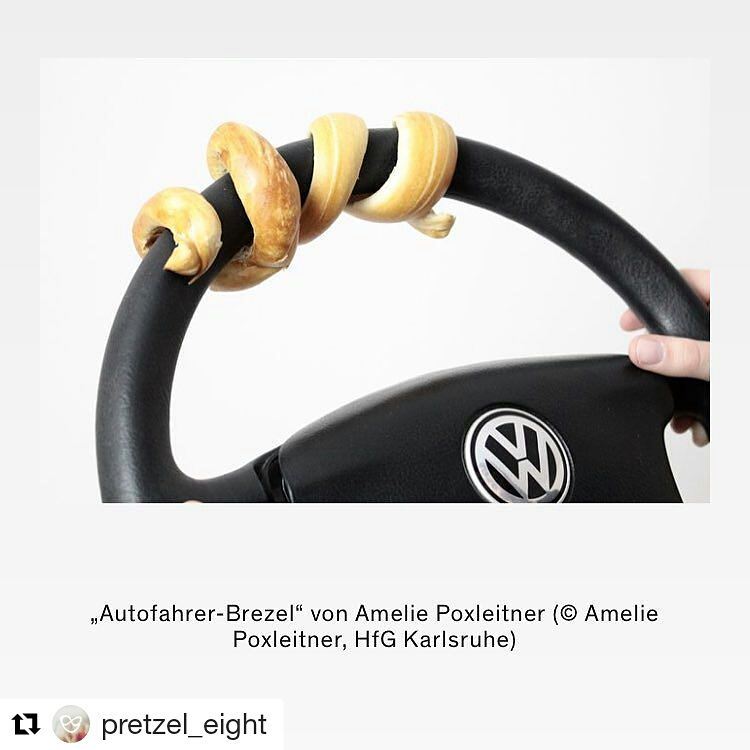 „Autofahrer-Brezel“ von Amelie Poxleitner (© Amelie
Poxleitner, HfG Karlsruhe)
pretzel_eight